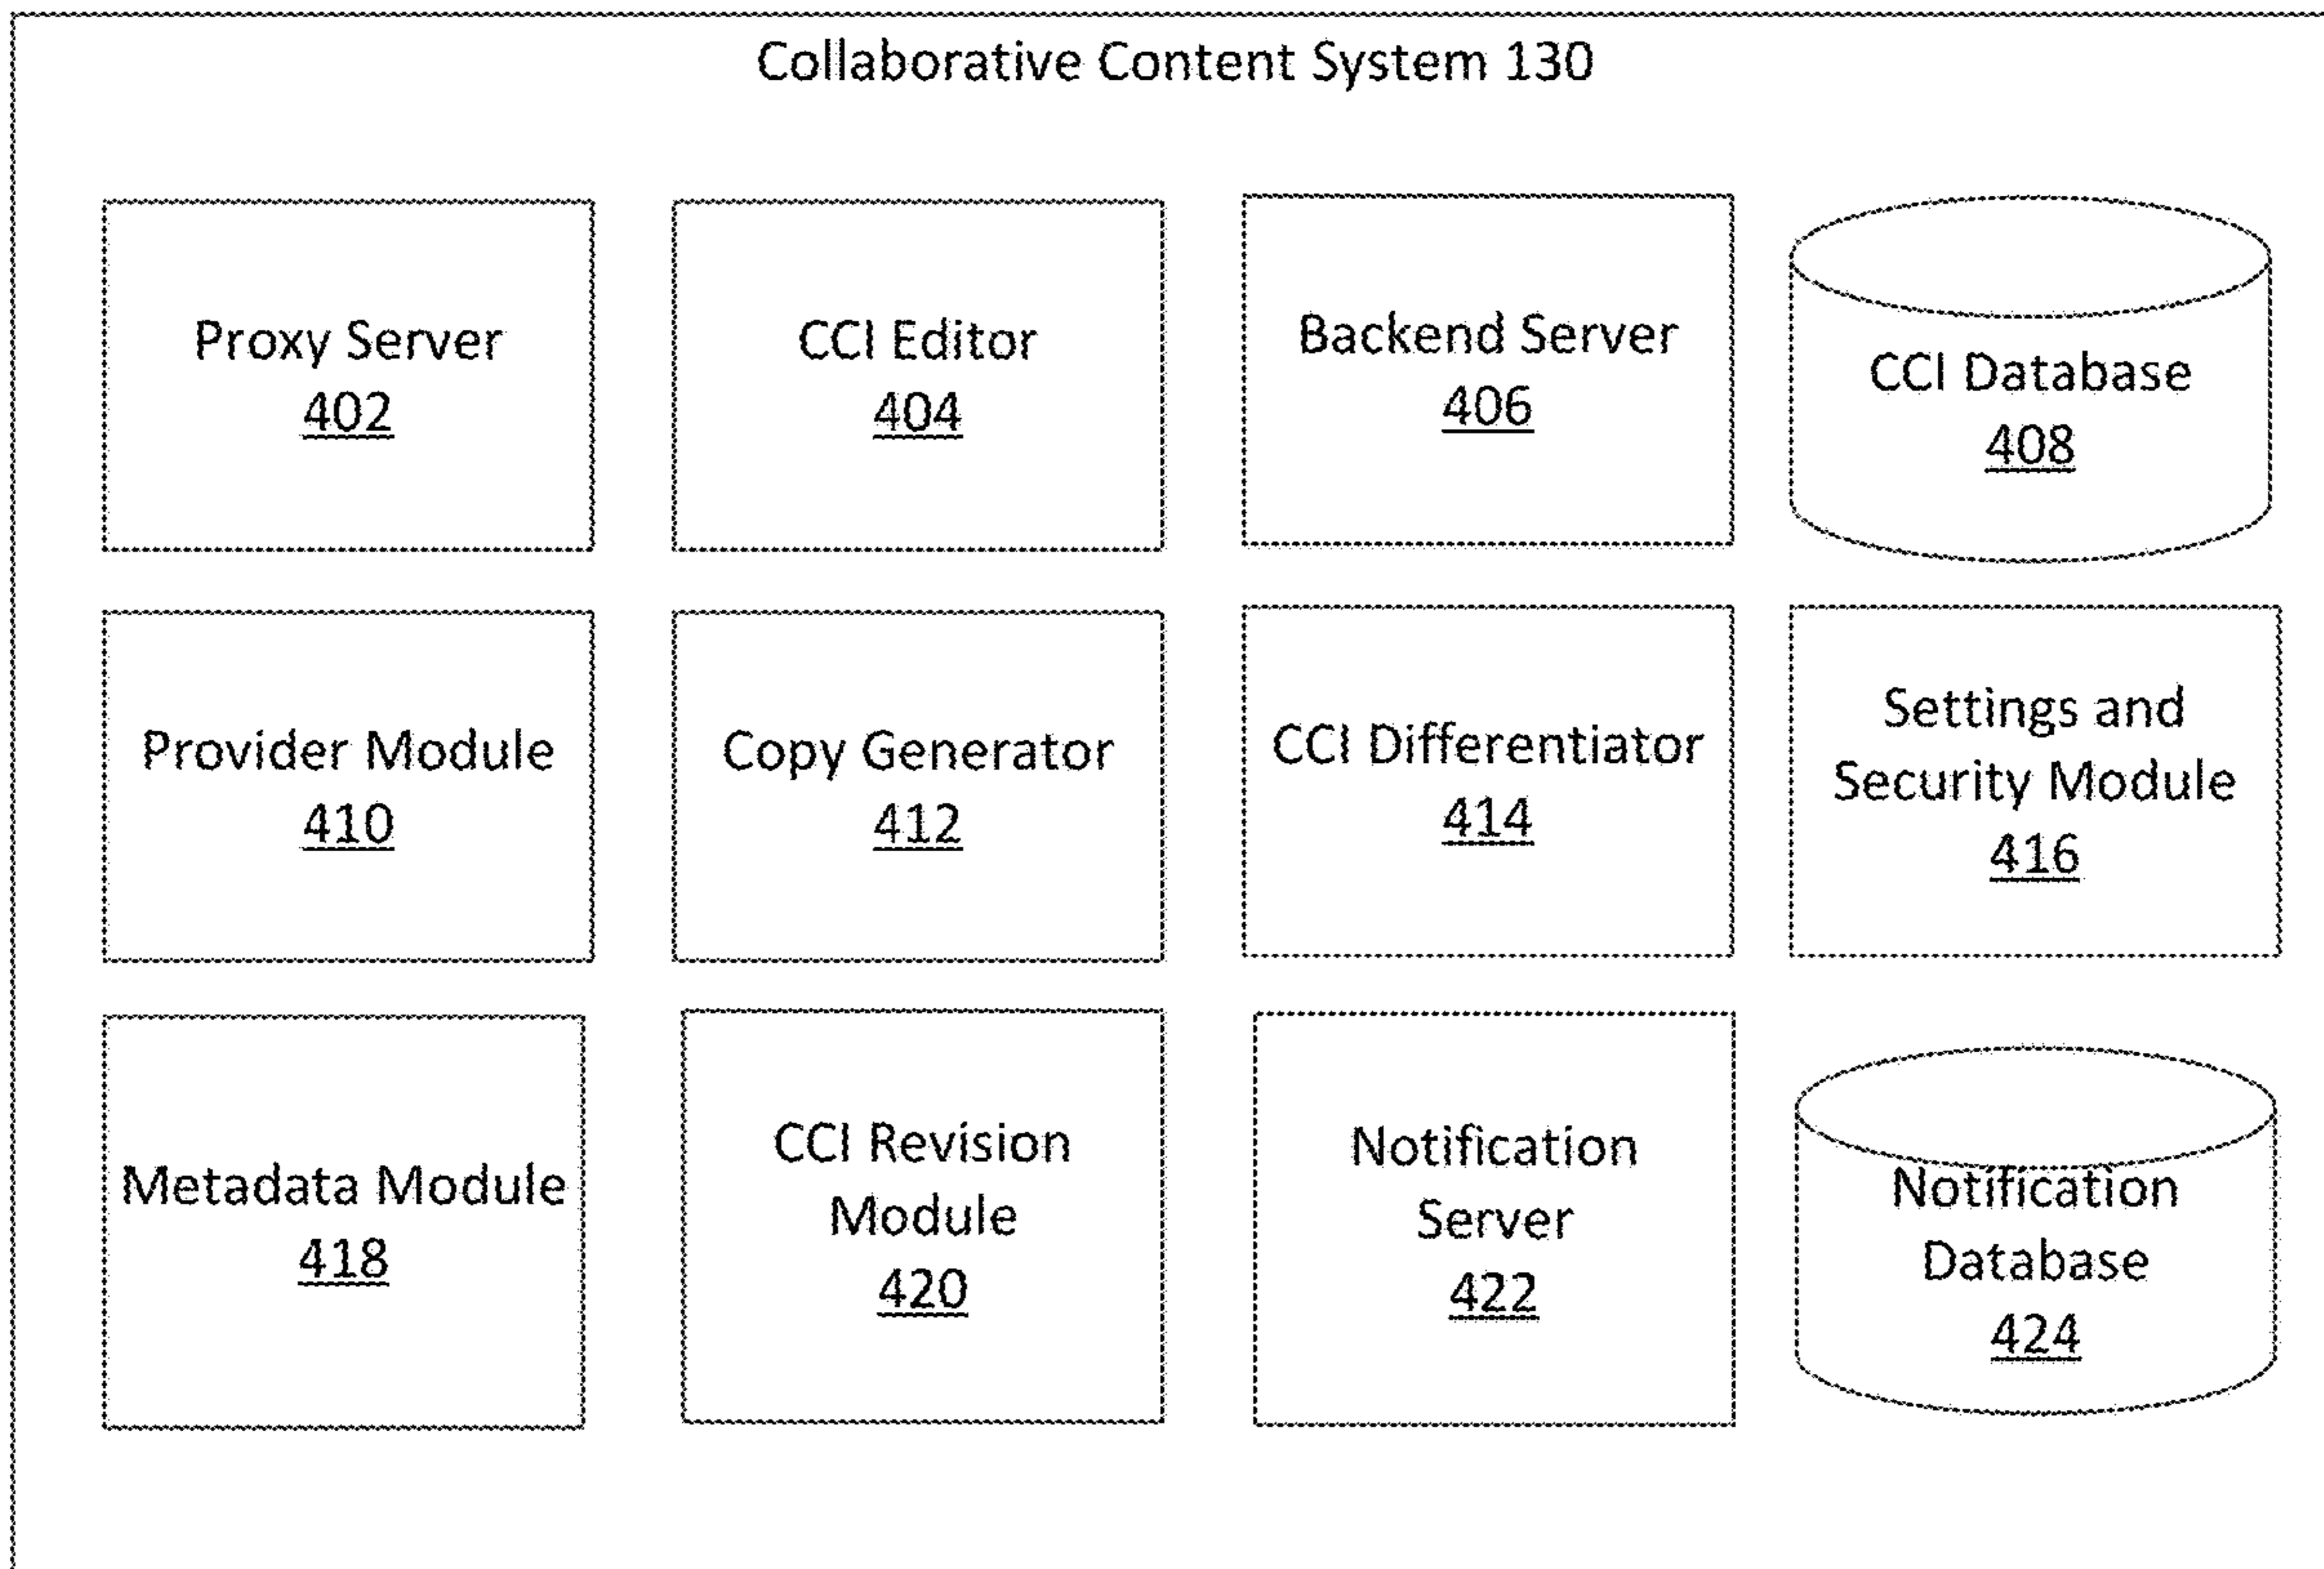 Collaborative Content System 130
Proxy Server
402
CCI Editor
404
Backend Server
406
CCI Database
408
Provider Module
410
Copy Generator
412
CCI Differentiator
414
Settings and
Security Module
416
Metadata Module
418
CCI Revision
Module
420
Notification
Server
422
Notification
Database
424